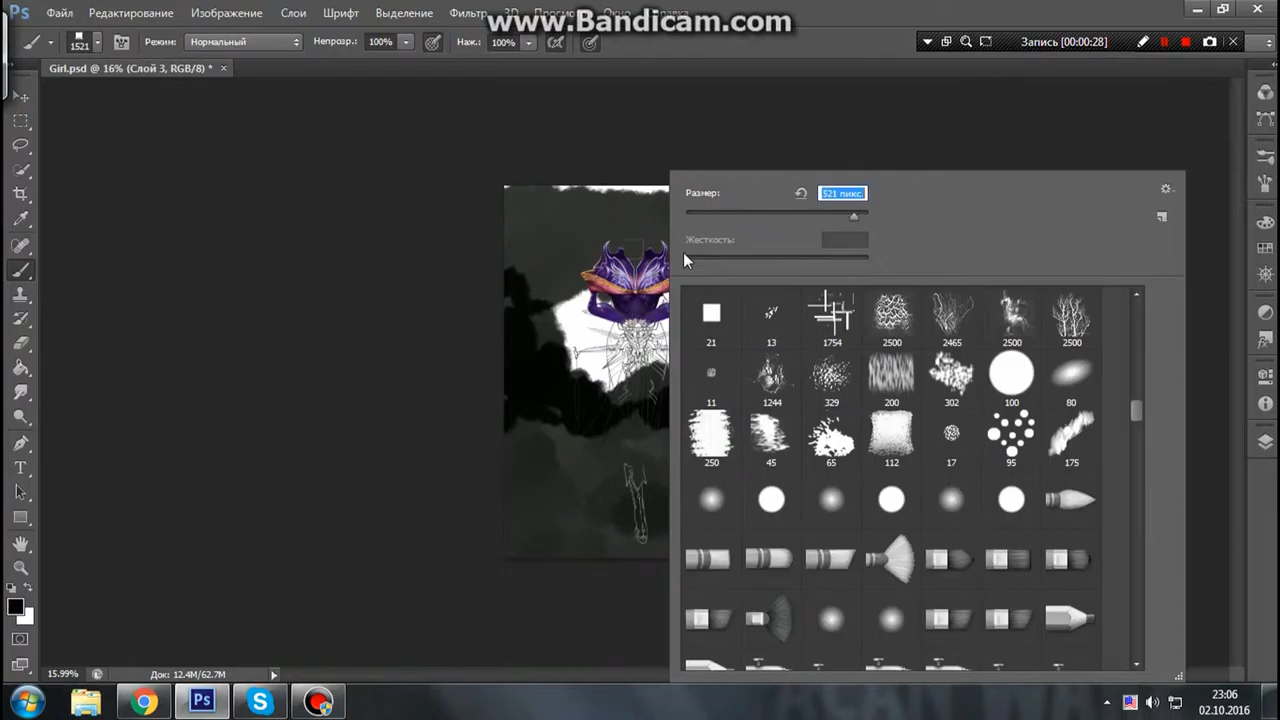 www.Bandicam.com
Ps Файл Редактирование Изображение Слои Шрифт Выделение Фильтр 3D
1521 Режим: Нормальный Непрозр.: 100% Наж.: 100% Запись [00:00:28]
Girl.psd @ 16% (Слой 3, RGB/8) * ×
Размер: 521 пикс.
Жесткость:
21 13 1754 2500 2465 2500 2500
11 1244 329 200 302 100 80
250 45 65 112 17 95 175
15.99% Док: 12.4M/62.7M
Ps
23:06
02.10.2016